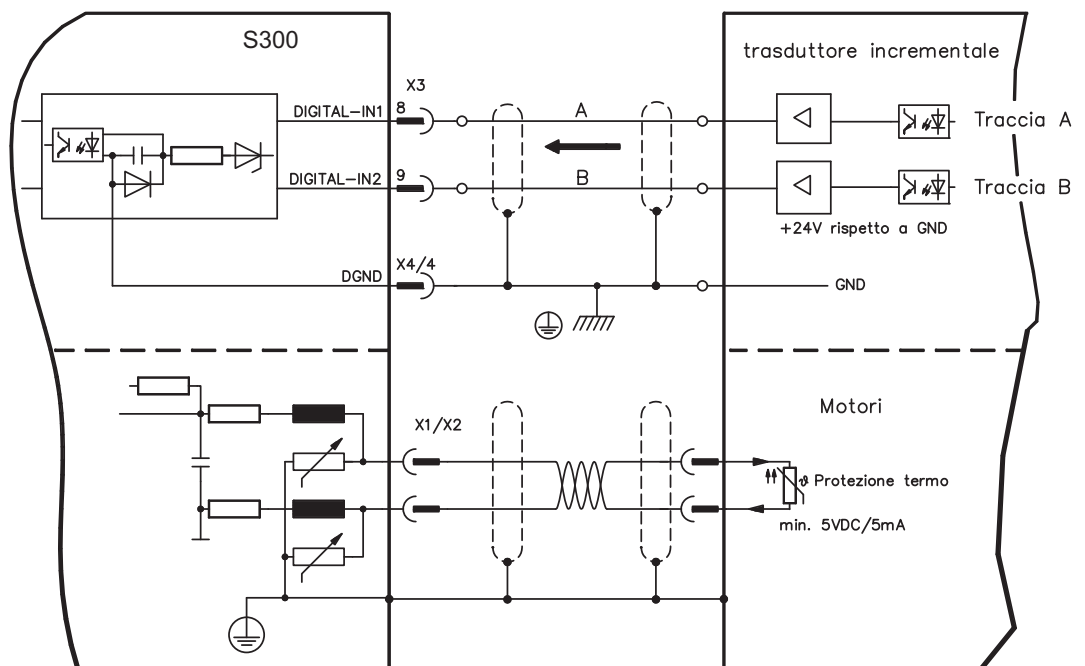 S300
trasduttore incrementale
X3
DIGITAL-IN1
8
A
Traccia A
DIGITAL-IN2
9
B
Traccia B
+24V rispetto a GND
X4/4
DGND
GND
Motori
X1/X2
ϑ Protezione termo
min. 5VDC/5mA